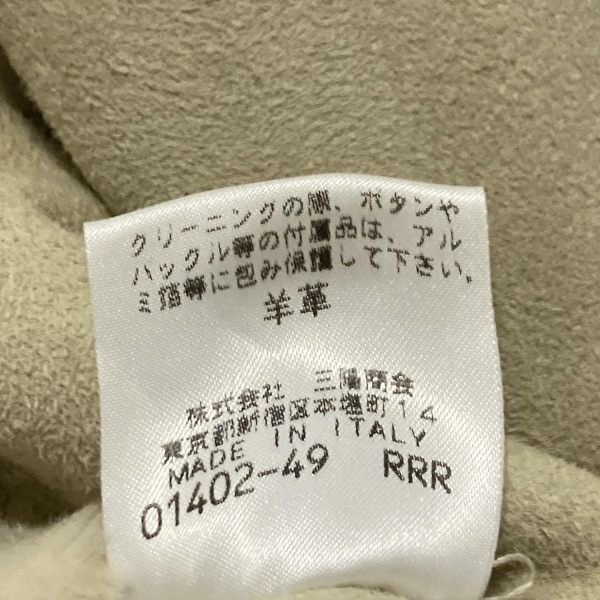 クリーニングの際、ボタンや
バックル等の付属品は、アル
ミ箔等に包み保護して下さい。
羊革
株式会社 三陽商会
東京都新宿区本塩町14
MADE IN ITALY
01402-49 RRR